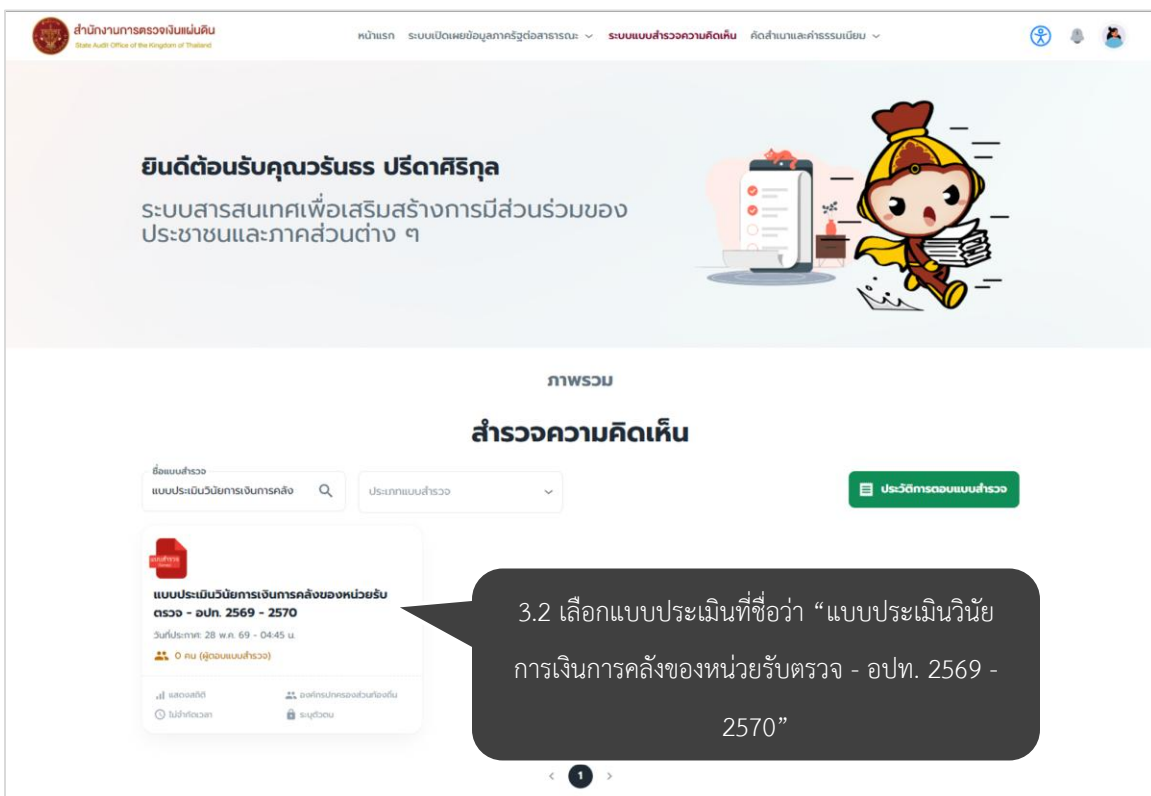 สำนักงานการตรวจเงินแผ่นดิน
State Audit Office of the Kingdom of Thailand
หน้าแรก ระบบเปิดเผยข้อมูลภาครัฐต่อสาธารณะ ระบบแบบสำรวจความคิดเห็น คัดสำเนาและค่าธรรมเนียม
ยินดีต้อนรับคุณวรันธร ปรีดาศิริกุล
ระบบสารสนเทศเพื่อเสริมสร้างการมีส่วนร่วมของ
ประชาชนและภาคส่วนต่าง ๆ
ภาพรวม
สำรวจความคิดเห็น
ชื่อแบบสำรวจ
แบบประเมินวินัยการเงินการคลัง
ประเภทแบบสำรวจ
ประวัติการตอบแบบสำรวจ
แบบสำรวจ
แบบประเมินวินัยการเงินการคลังของหน่วยรับ
ตรวจ - อปท. 2569 - 2570
วันที่ประกาศ: 28 พ.ค. 69 - 04:45 น.
0 คน (ผู้ตอบแบบสำรวจ)
แสดงสถิติ องค์กรปกครองส่วนท้องถิ่น
ไม่จำกัดเวลา ระบุตัวตน
3.2 เลือกแบบประเมินที่ชื่อว่า “แบบประเมินวินัย
การเงินการคลังของหน่วยรับตรวจ - อปท. 2569 -
2570”
< 1 >